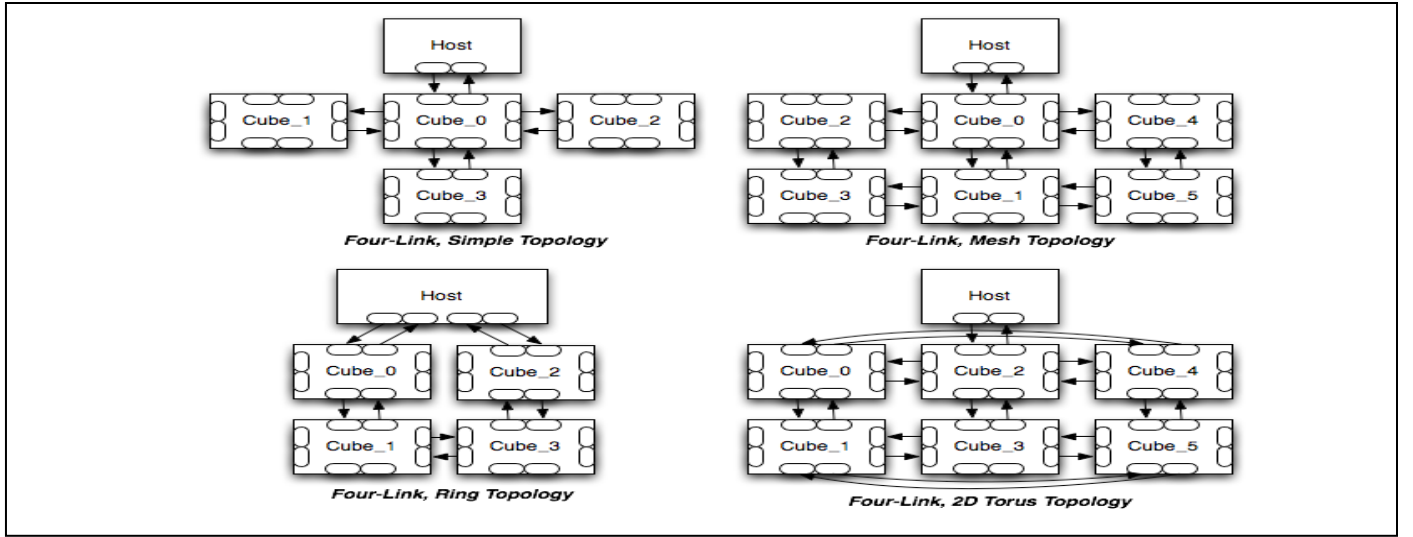 Host
Cube_1
Cube_0
Cube_2
Cube_3
Four-Link, Simple Topology
Host
Cube_2
Cube_0
Cube_4
Cube_3
Cube_1
Cube_5
Four-Link, Mesh Topology
Host
Cube_0
Cube_2
Cube_1
Cube_3
Four-Link, Ring Topology
Host
Cube_0
Cube_2
Cube_4
Cube_1
Cube_3
Cube_5
Four-Link, 2D Torus Topology